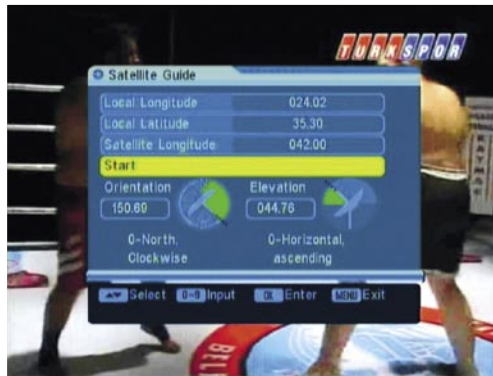 TURKSPOR
Satellite Guide
Local Longitude 024.02
Local Latitude 35.30
Satellite Longitude 042.00
Start
Orientation Elevation
150.69 044.76
0-North, 0-Horizontal,
Clockwise ascending
Select 0~9 Input OK Enter MENU Exit
BEL